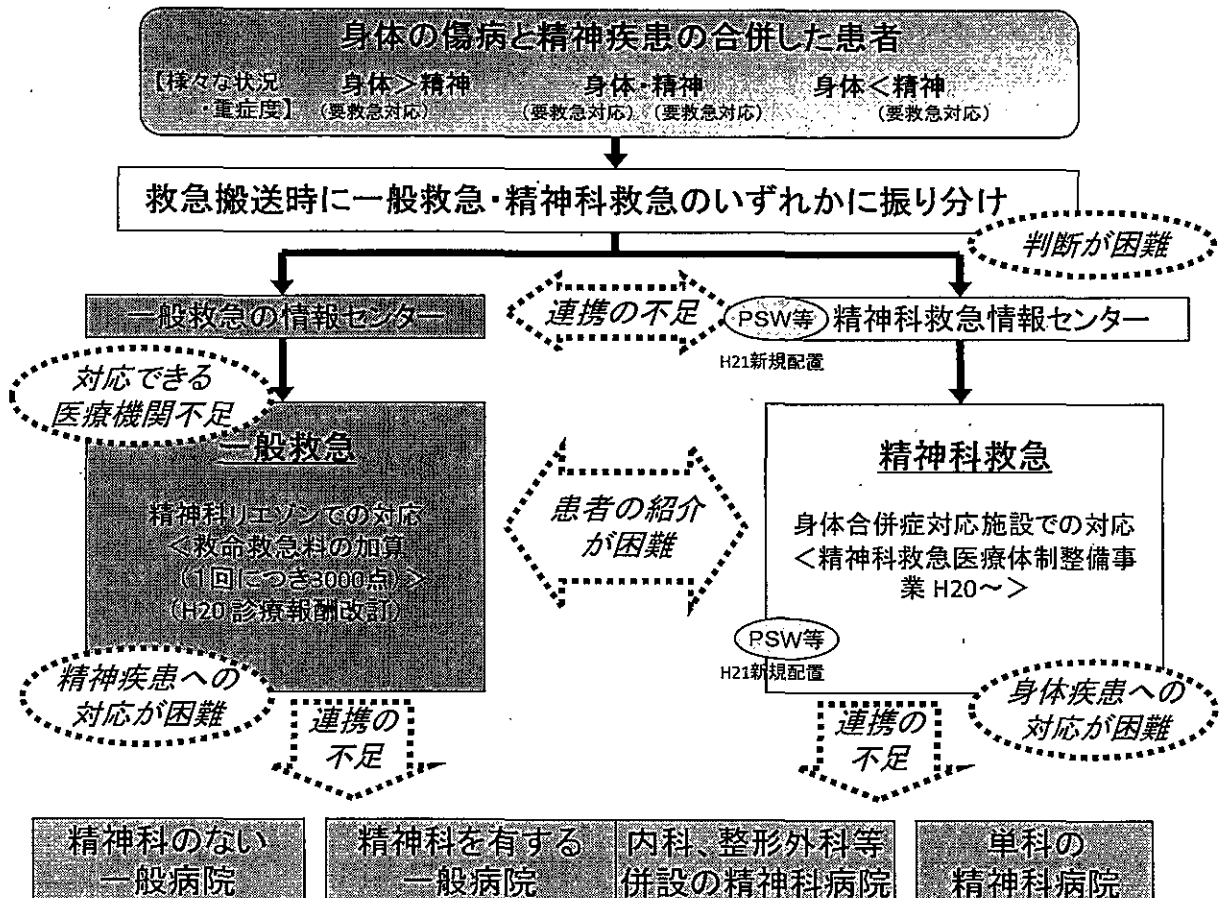 身体の傷病と精神疾患の合併した患者
【様々な状況
・重症度】
身体＞精神
(要救急対応)
身体・精神
(要救急対応) (要救急対応)
身体＜精神
(要救急対応)
救急搬送時に一般救急・精神科救急のいずれかに振り分け
判断が困難
一般救急の情報センター
連携の不足
PSW等
精神科救急情報センター
H21新規配置
対応できる
医療機関不足
一般救急
精神科リエゾンでの対応
＜救命救急料の加算
（1回につき3000点）＞
（H20 診療報酬改訂）
精神疾患への
対応が困難
患者の紹介
が困難
精神科救急
身体合併症対応施設での対応
＜精神科救急医療体制整備事
業 H20～＞
PSW等
H21新規配置
身体疾患への
対応が困難
連携の
不足
連携の
不足
精神科のない
一般病院
精神科を有する
一般病院
内科、整形外科等
併設の精神科病院
単科の
精神科病院